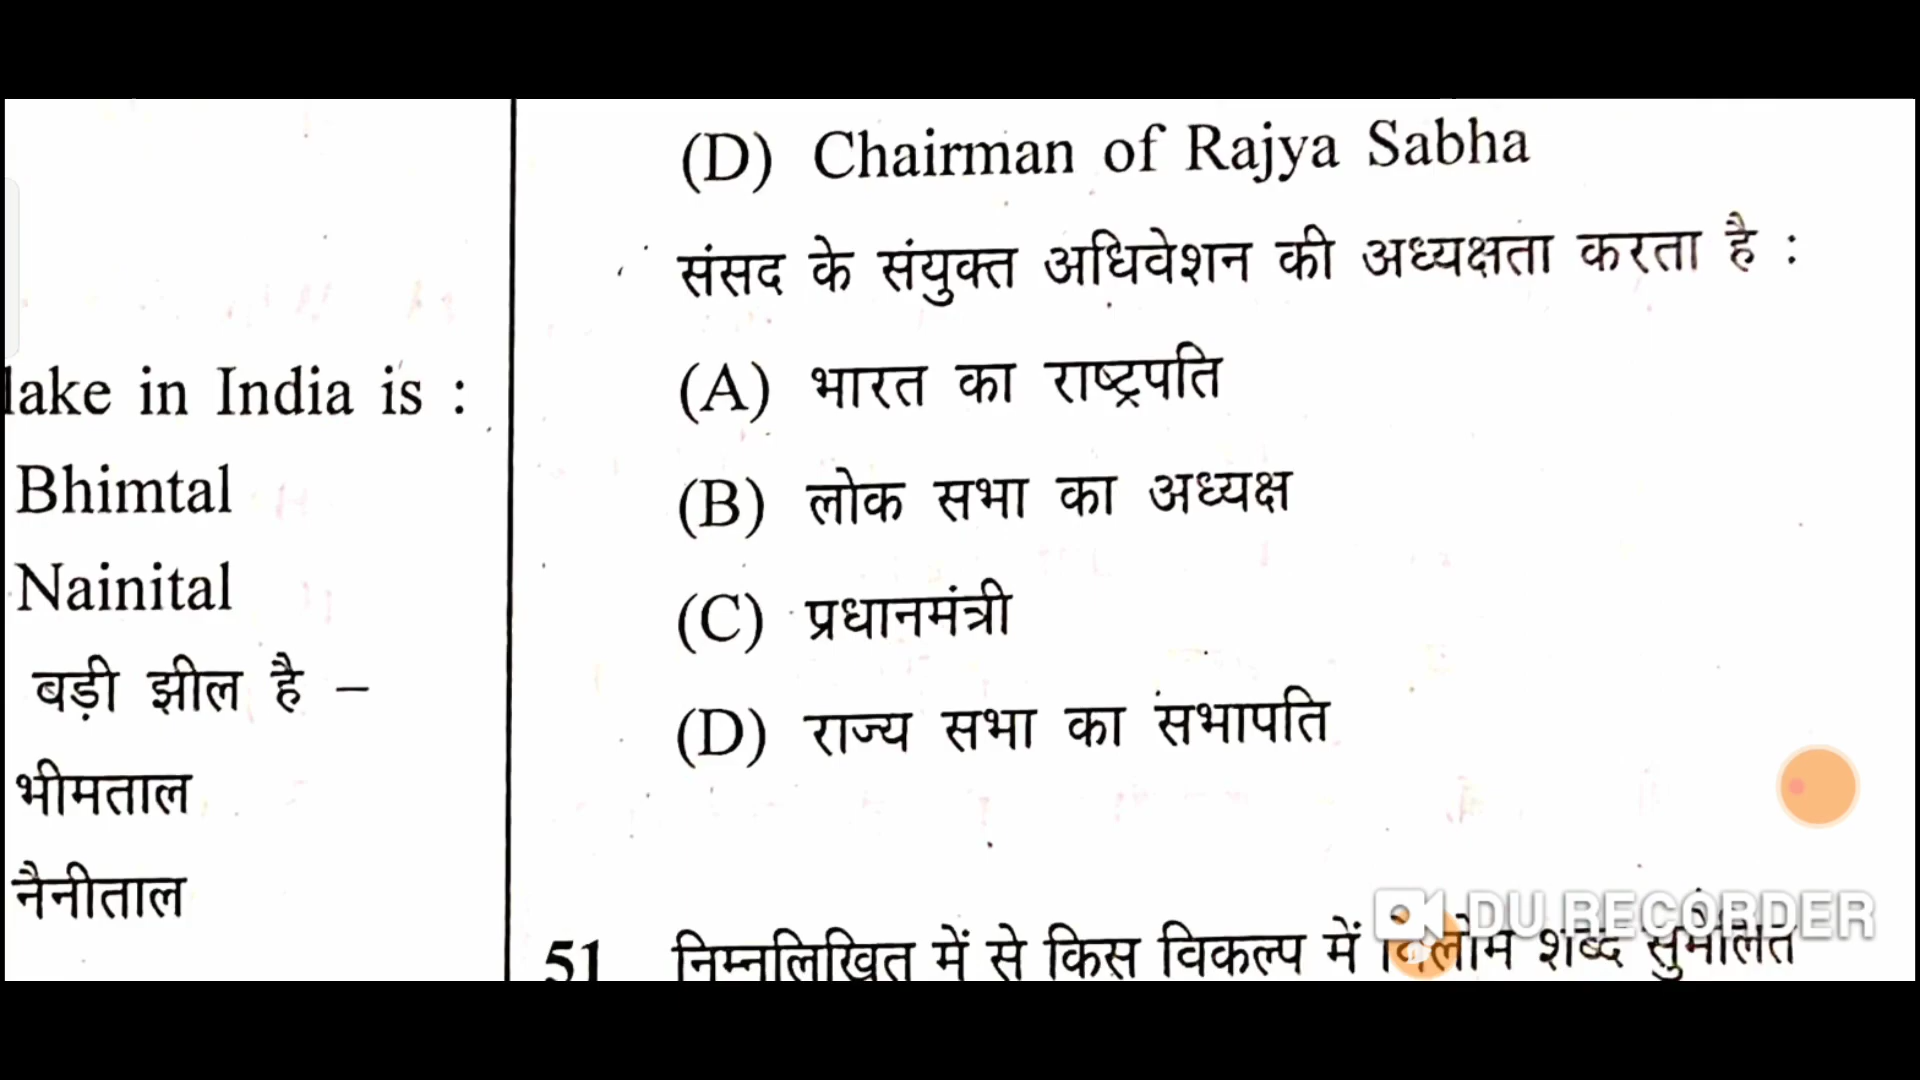 lake in India is :
Bhimtal
Nainital
बड़ी झील है –
भीमताल
नैनीताल
(D) Chairman of Rajya Sabha
संसद के संयुक्त अधिवेशन की अध्यक्षता करता है :
(A) भारत का राष्ट्रपति
(B) लोक सभा का अध्यक्ष
(C) प्रधानमंत्री
(D) राज्य सभा का सभापति
51 निम्नलिखित में से किस विकल्प में विलोम शब्द सुमेलित
DU RECORDER